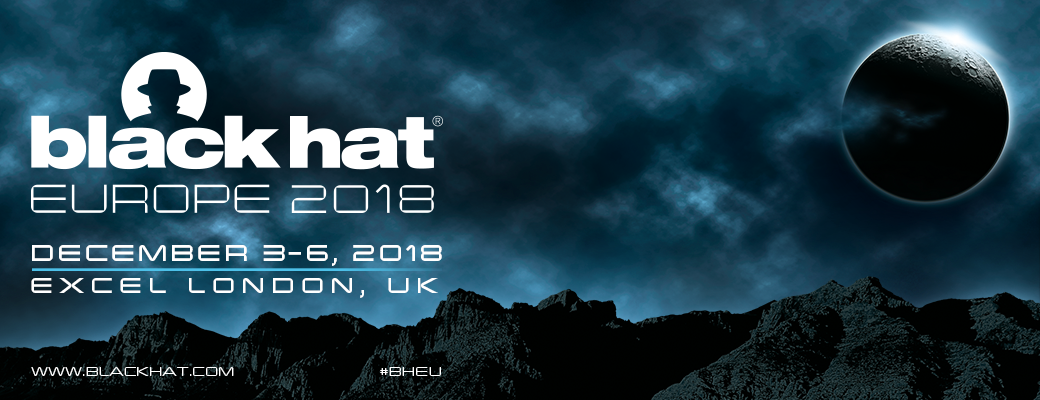 black hat®
EUROPE 2018
DECEMBER 3-6, 2018
EXCEL LONDON, UK
WWW.BLACKHAT.COM #BHEU